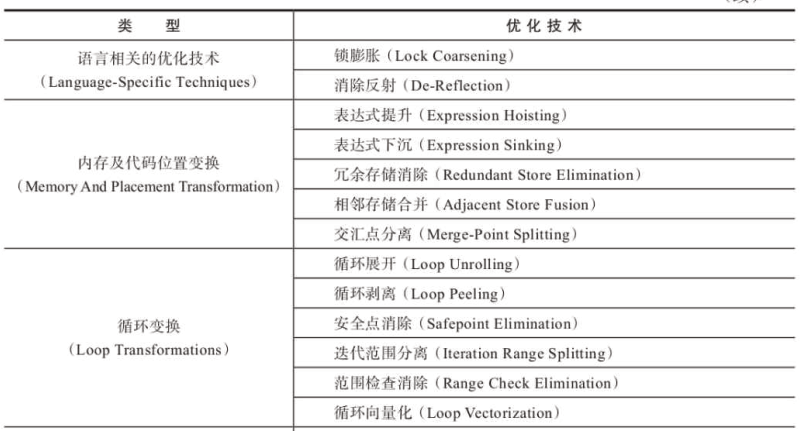 类 型
优化技术
语言相关的优化技术
（Language-Specific Techniques）
锁膨胀（Lock Coarsening）
消除反射（De-Reflection）
内存及代码位置变换
（Memory And Placement Transformation）
表达式提升（Expression Hoisting）
表达式下沉（Expression Sinking）
冗余存储消除（Redundant Store Elimination）
相邻存储合并（Adjacent Store Fusion）
交汇点分离（Merge-Point Splitting）
循环变换
（Loop Transformations）
循环展开（Loop Unrolling）
循环剥离（Loop Peeling）
安全点消除（Safepoint Elimination）
迭代范围分离（Iteration Range Splitting）
范围检查消除（Range Check Elimination）
循环向量化（Loop Vectorization）